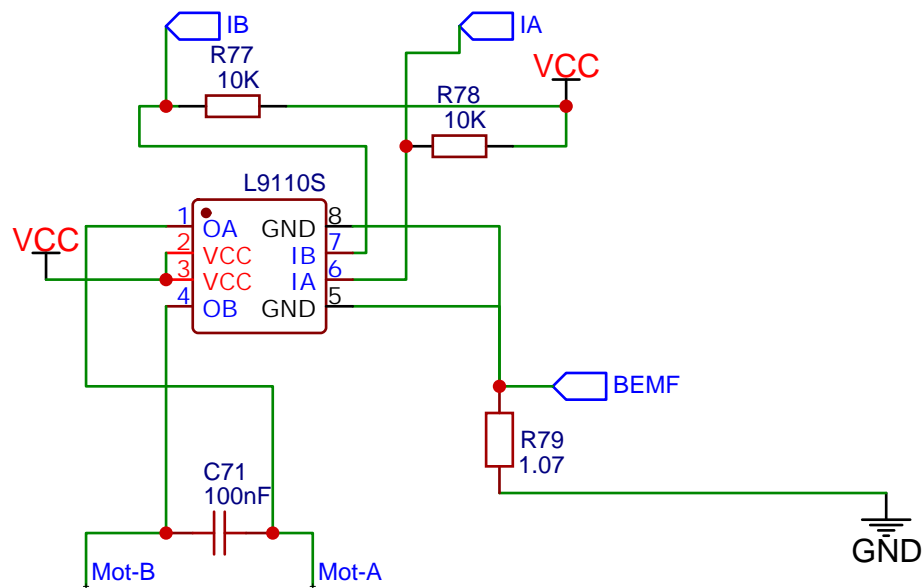 IB
IA
R77
10K
VCC
R78
10K
L9110S
VCC
1 OA GND 8
2 VCC IB 7
3 VCC IA 6
4 OB GND 5
BEMF
R79
1.07
C71
100nF
GND
Mot-B
Mot-A